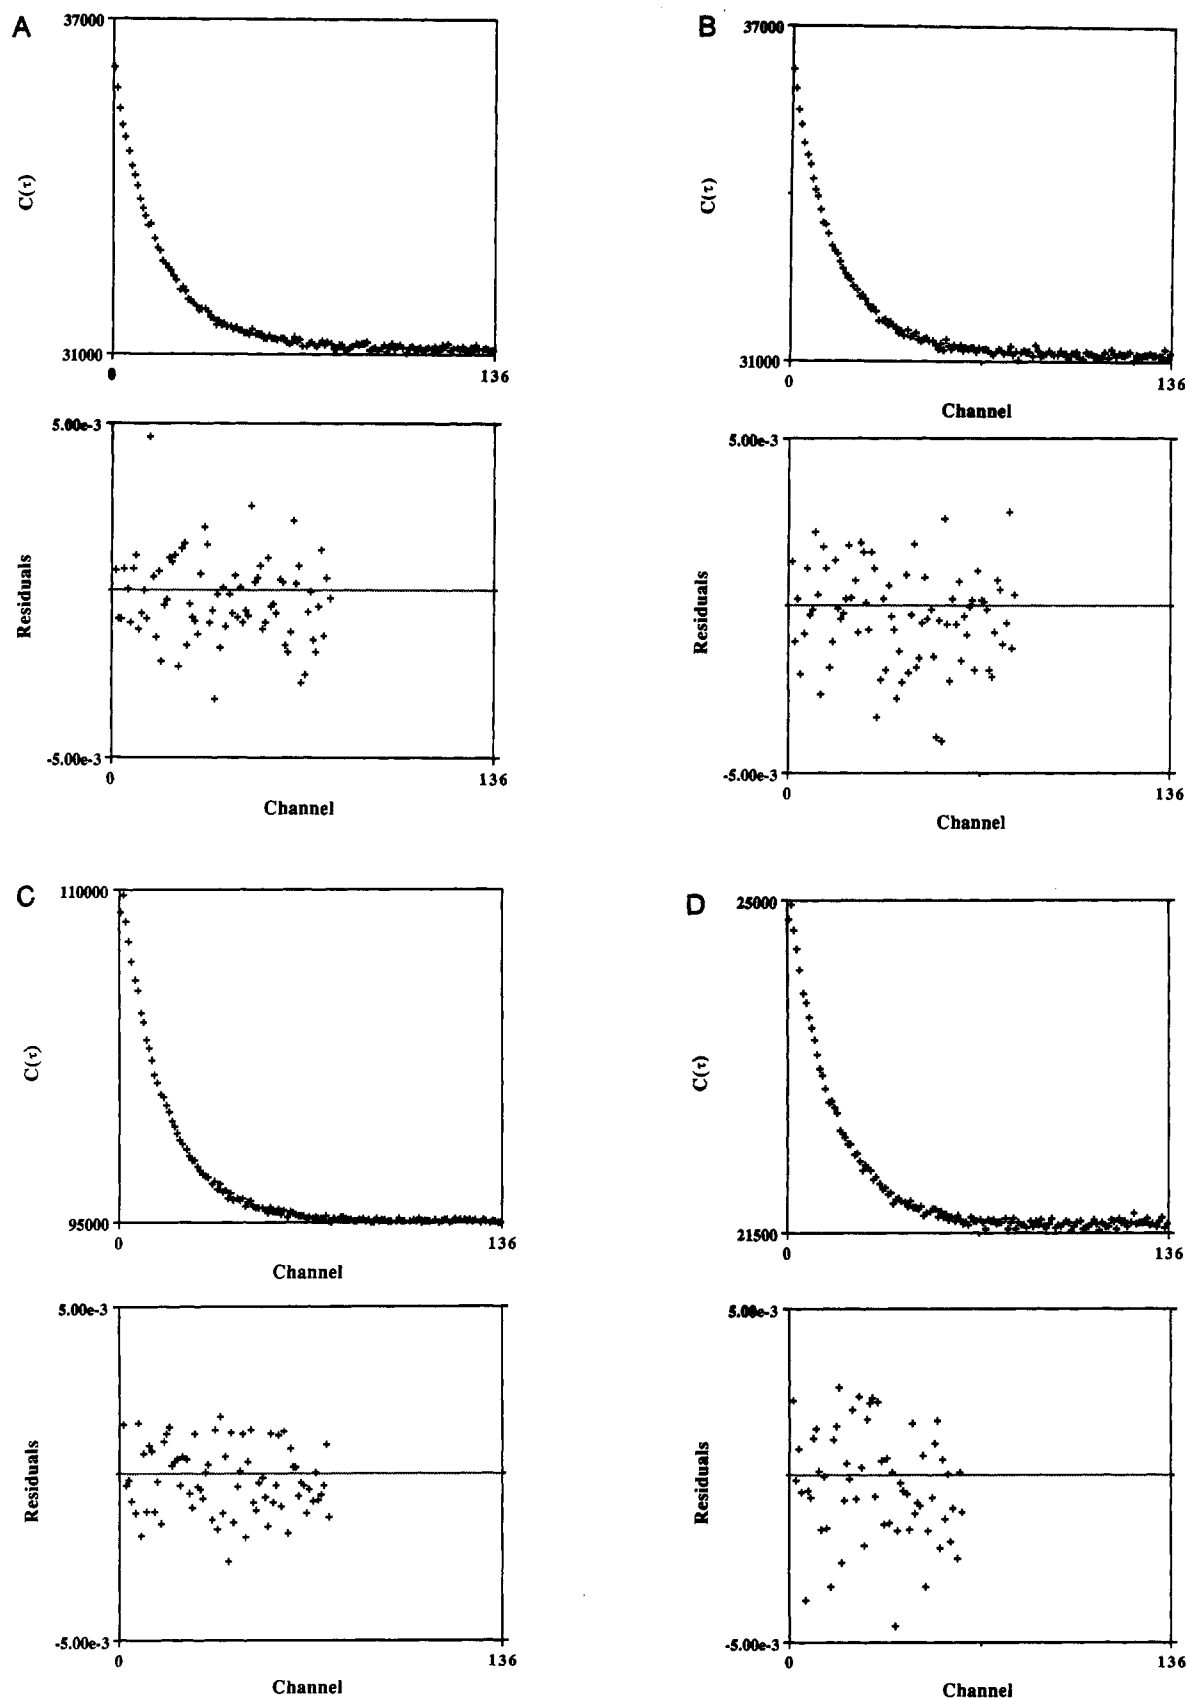 A
37000
C(τ)
31000
0
136
5.00e-3
Residuals
-5.00e-3
0
136
Channel
B
37000
C(τ)
31000
0
136
Channel
5.00e-3
Residuals
-5.00e-3
0
136
Channel
C
110000
C(τ)
95000
0
136
Channel
5.00e-3
Residuals
-5.00e-3
0
136
Channel
D
25000
C(τ)
21500
0
136
5.00e-3
Residuals
-5.00e-3
0
136
Channel